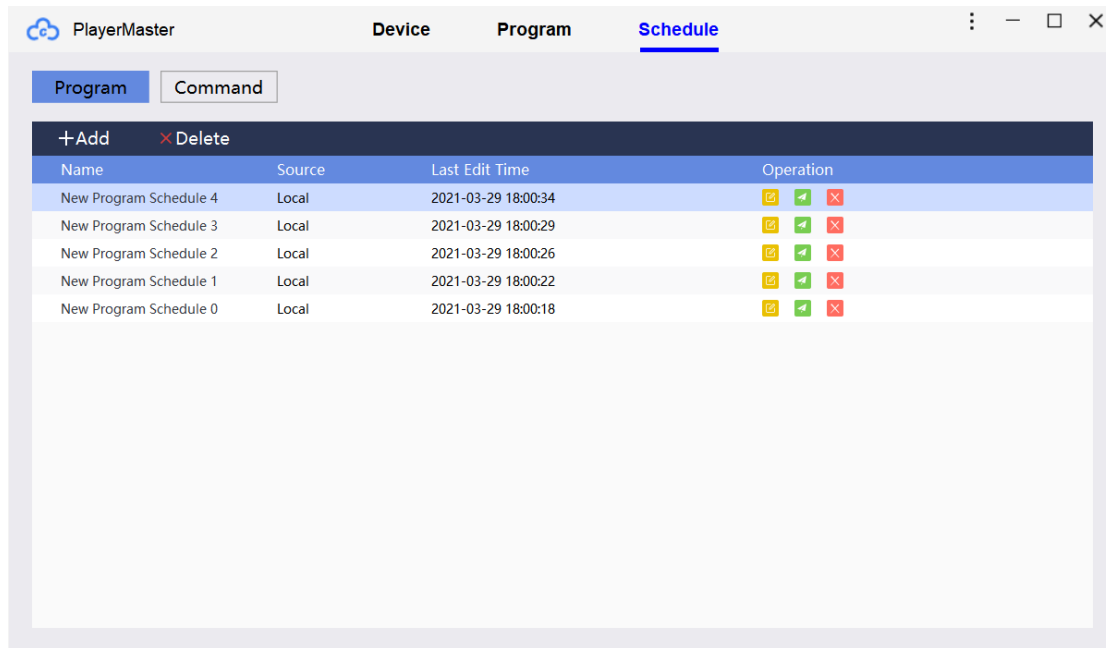 PlayerMaster Device Program Schedule
Program Command
+Add ×Delete
Name Source Last Edit Time Operation
New Program Schedule 4 Local 2021-03-29 18:00:34
New Program Schedule 3 Local 2021-03-29 18:00:29
New Program Schedule 2 Local 2021-03-29 18:00:26
New Program Schedule 1 Local 2021-03-29 18:00:22
New Program Schedule 0 Local 2021-03-29 18:00:18